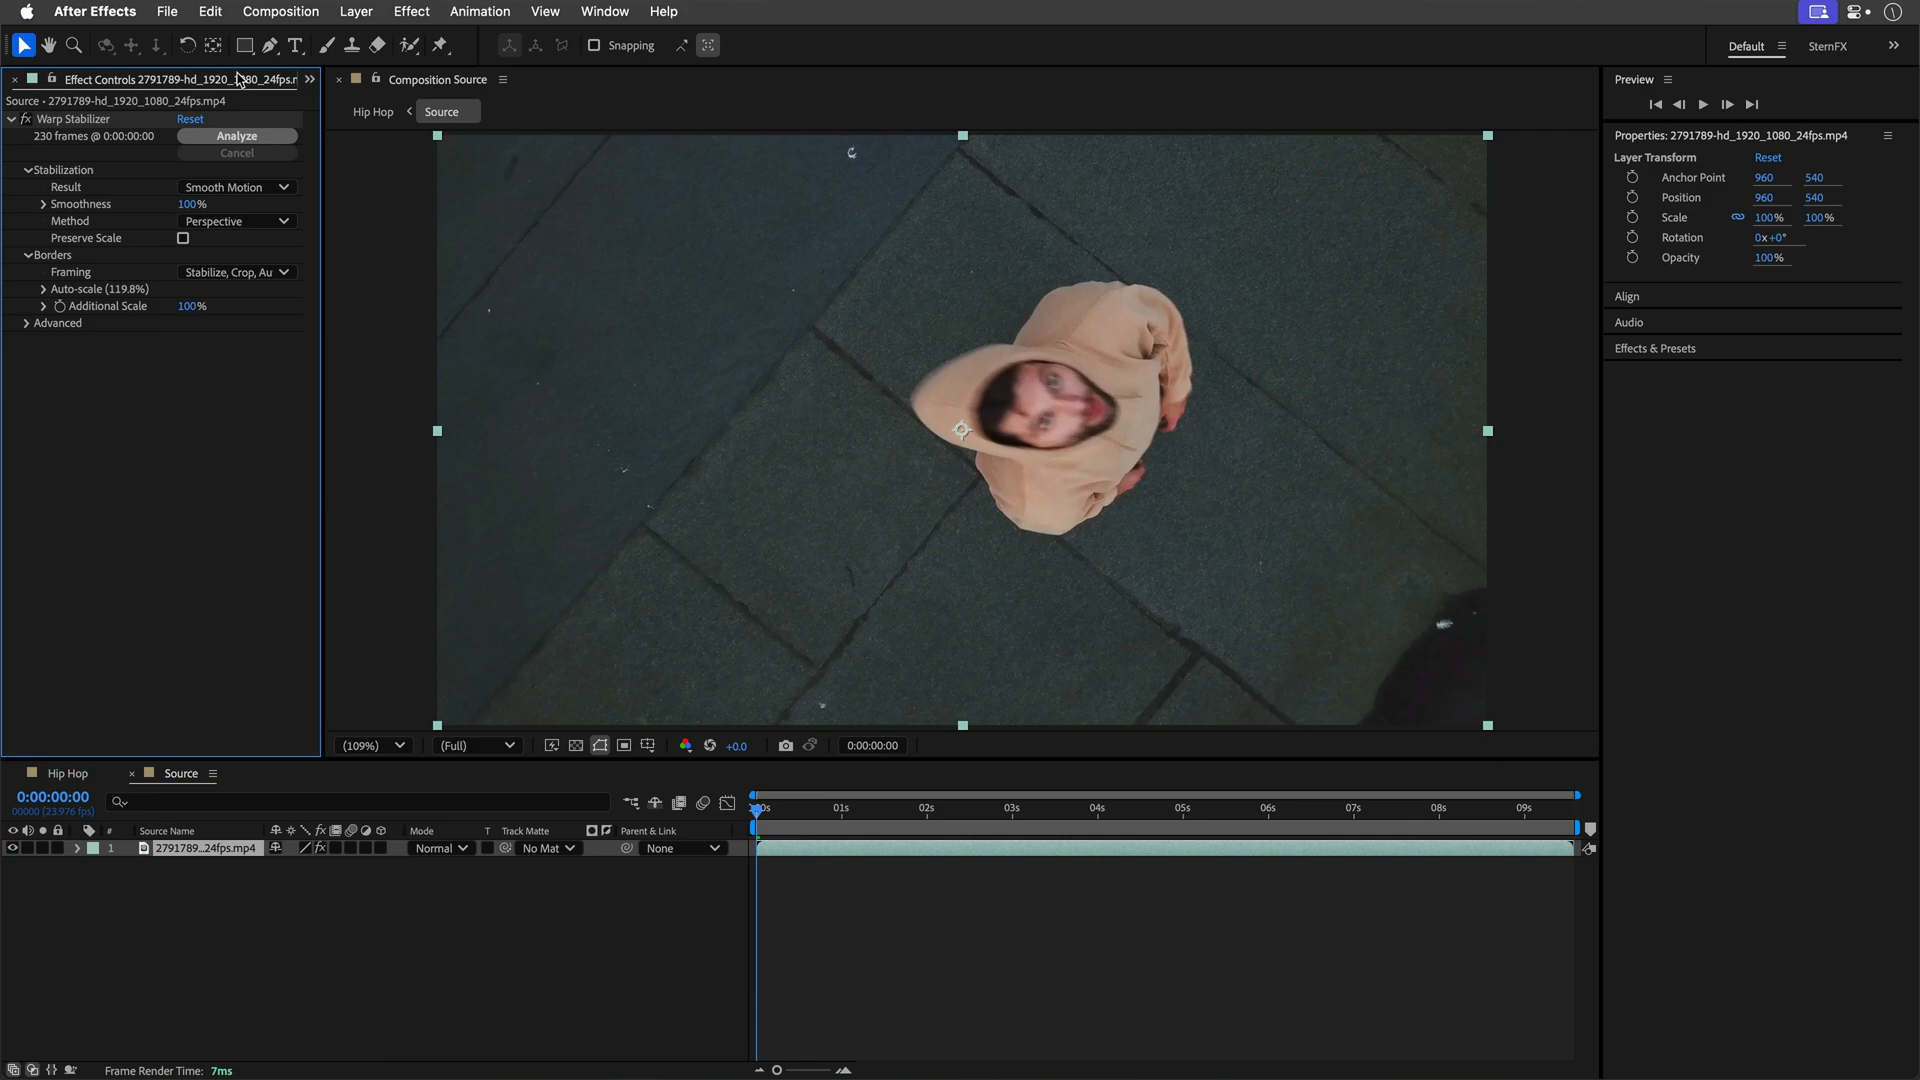 After Effects File Edit Composition Layer Effect Animation View Window Help
Snapping
Default
SternFX
Effect Controls 2791789-hd_1920_1080_24fps.r
Source • 2791789-hd_1920_1080_24fps.mp4
fx Warp Stabilizer Reset
230 frames @ 0:00:00:00 Analyze
Cancel
Stabilization
Result Smooth Motion
Smoothness 100%
Method Perspective
Preserve Scale
Borders
Framing Stabilize, Crop, Au
Auto-scale (119.8%)
Additional Scale 100%
Advanced
Composition Source
Hip Hop Source
(109%) (Full) +0.0 0:00:00:00
Preview
Properties: 2791789-hd_1920_1080_24fps.mp4
Layer Transform Reset
Anchor Point 960 540
Position 960 540
Scale 100% 100%
Rotation 0x+0°
Opacity 100%
Align
Audio
Effects & Presets
Hip Hop Source
0:00:00:00
00000 (23.976 fps)
01s 02s 03s 04s 05s 06s 07s 08s 09s
# Source Name fx Mode T Track Matte Parent & Link
1 2791789...24fps.mp4 fx Normal No Mat None
Frame Render Time: 7ms